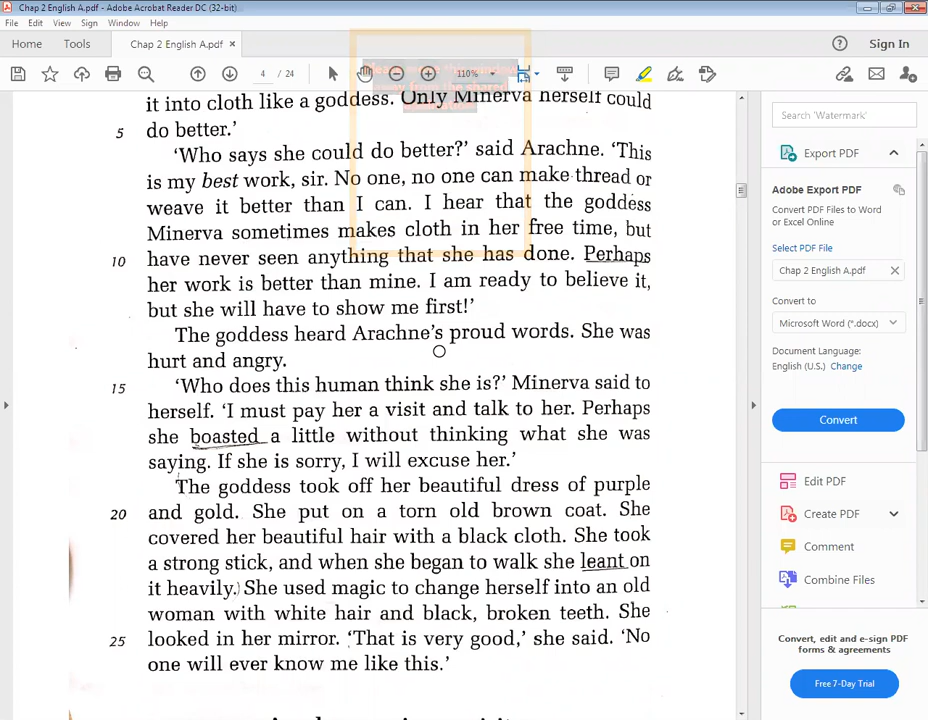 Chap 2 English A.pdf - Adobe Acrobat Reader DC (32-bit)
File Edit View Sign Window Help
Home Tools Chap 2 English A.pdf × Sign In
4 / 24 110%
it into cloth like a goddess. Only Minerva herself could
5 do better.'
'Who says she could do better?' said Arachne. 'This
is my best work, sir. No one, no one can make thread or
weave it better than I can. I hear that the goddess
Minerva sometimes makes cloth in her free time, but
10 have never seen anything that she has done. Perhaps
her work is better than mine. I am ready to believe it,
but she will have to show me first!'
The goddess heard Arachne's proud words. She was
hurt and angry.
15 'Who does this human think she is?' Minerva said to
herself. 'I must pay her a visit and talk to her. Perhaps
she boasted a little without thinking what she was
saying. If she is sorry, I will excuse her.'
The goddess took off her beautiful dress of purple
20 and gold. She put on a torn old brown coat. She
covered her beautiful hair with a black cloth. She took
a strong stick, and when she began to walk she leant on
it heavily. She used magic to change herself into an old
woman with white hair and black, broken teeth. She
25 looked in her mirror. 'That is very good,' she said. 'No
one will ever know me like this.'
Search 'Watermark'
Export PDF
Adobe Export PDF
Convert PDF Files to Word
or Excel Online
Select PDF File
Chap 2 English A.pdf
Convert to
Microsoft Word (*.docx)
Document Language:
English (U.S.) Change
Convert
Edit PDF
Create PDF
Comment
Combine Files
Convert, edit and e-sign PDF
forms & agreements
Free 7-Day Trial